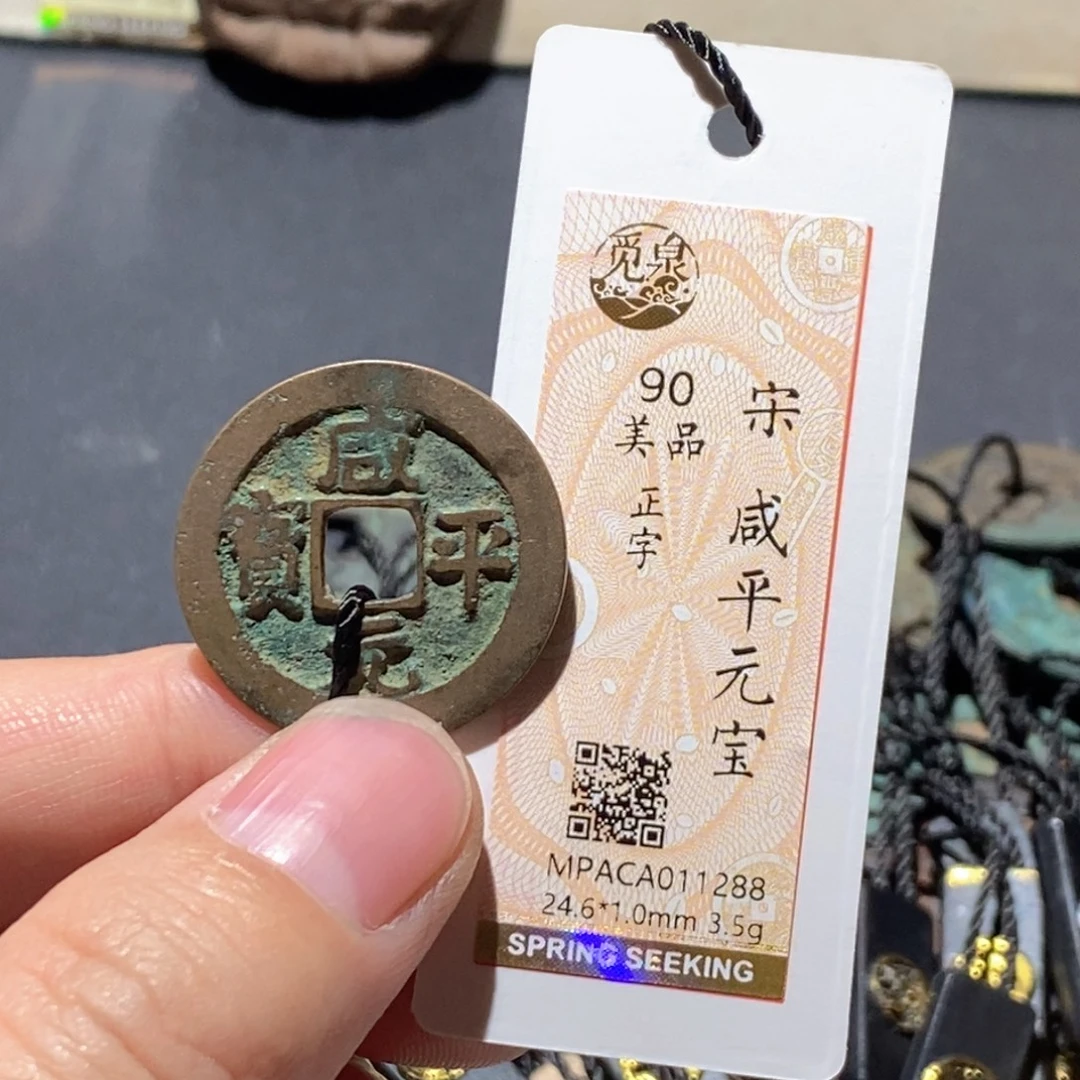 咸平元寳
觅泉
宋 咸平元宝
90
美品
正字
MPACA011288
24.6*1.0mm 3.5g
SPRING SEEKING